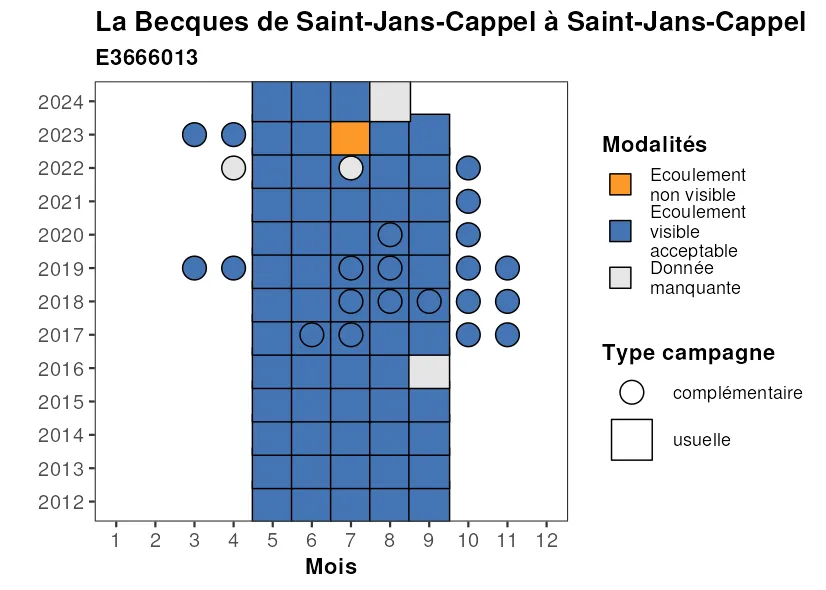 La Becques de Saint-Jans-Cappel à Saint-Jans-Cappel
E3666013
2024
2023
2022
2021
2020
2019
2018
2017
2016
2015
2014
2013
2012
1 2 3 4 5 6 7 8 9 10 11 12
Mois
Modalités
Ecoulement
non visible
Ecoulement
visible
acceptable
Donnée
manquante
Type campagne
complémentaire
usuelle